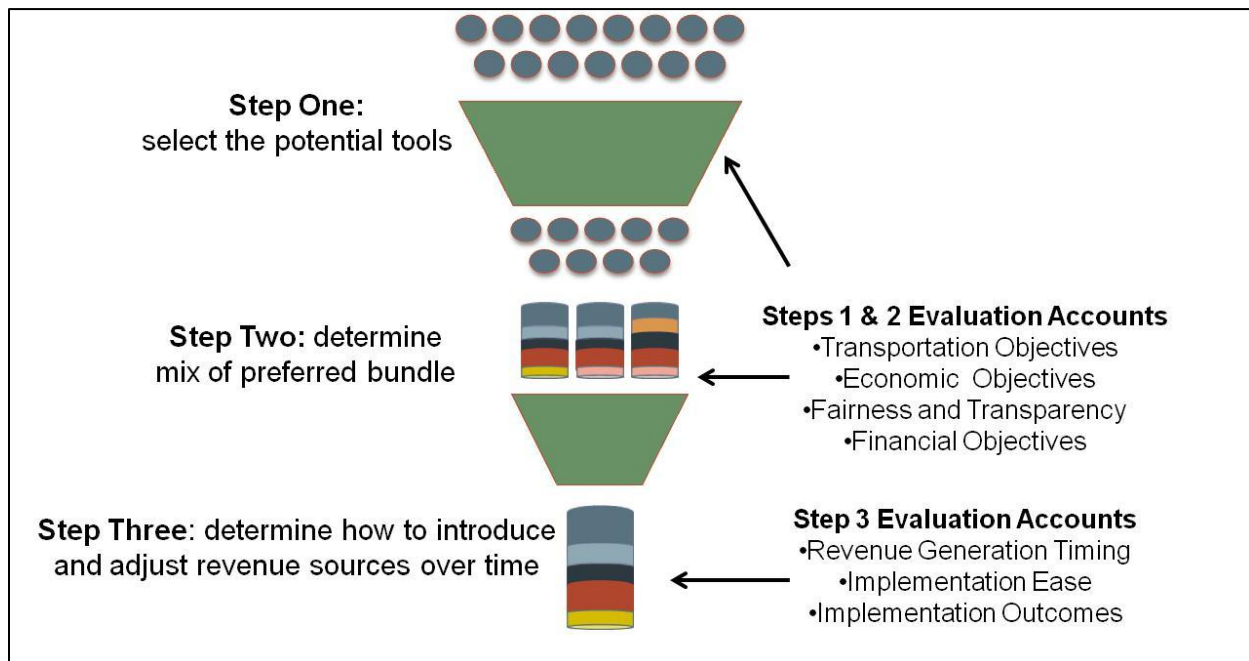 Step One:
select the potential tools
Step Two: determine
mix of preferred bundle
Steps 1 & 2 Evaluation Accounts
•Transportation Objectives
•Economic Objectives
•Fairness and Transparency
•Financial Objectives
Step Three: determine how to introduce
and adjust revenue sources over time
Step 3 Evaluation Accounts
•Revenue Generation Timing
•Implementation Ease
•Implementation Outcomes